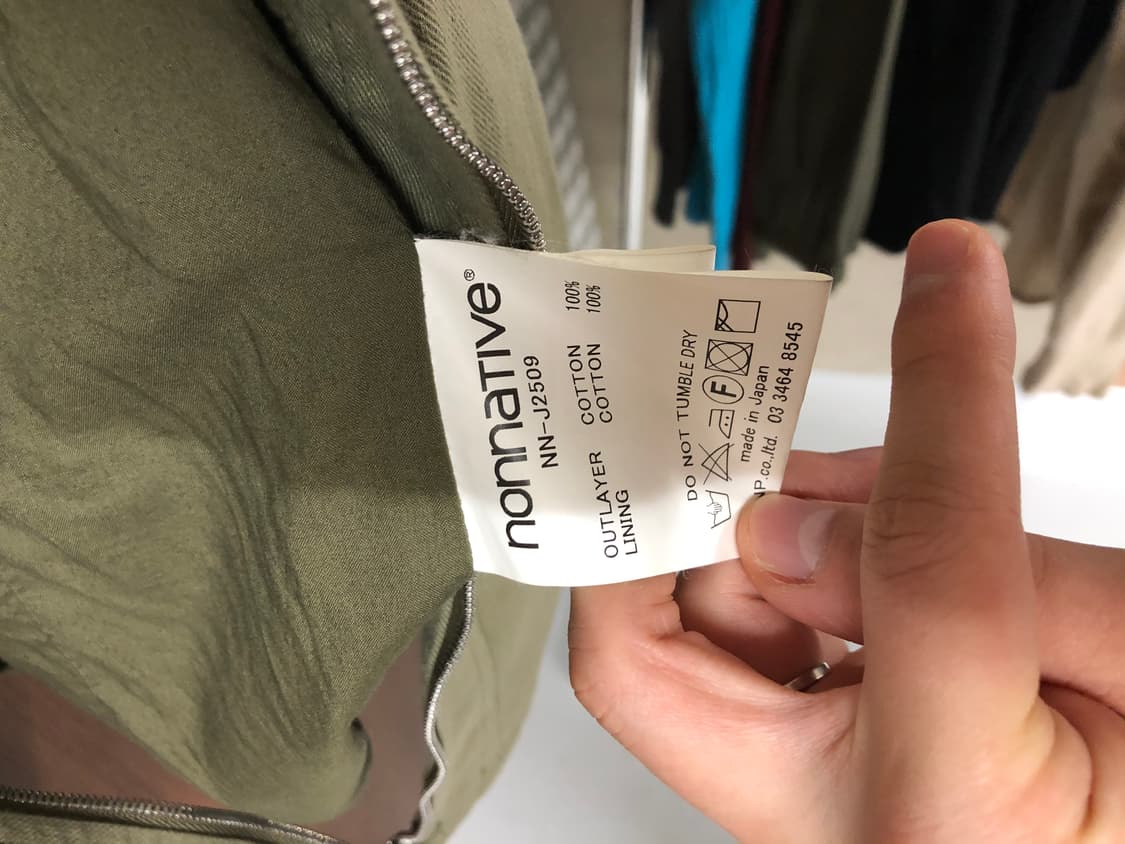 nonnative®
NN-J2509
OUTLAYER COTTON 100%
LINING COTTON 100%
DO NOT TUMBLE DRY
F
made in Japan
NP.co.,ltd. 03 3464 8545